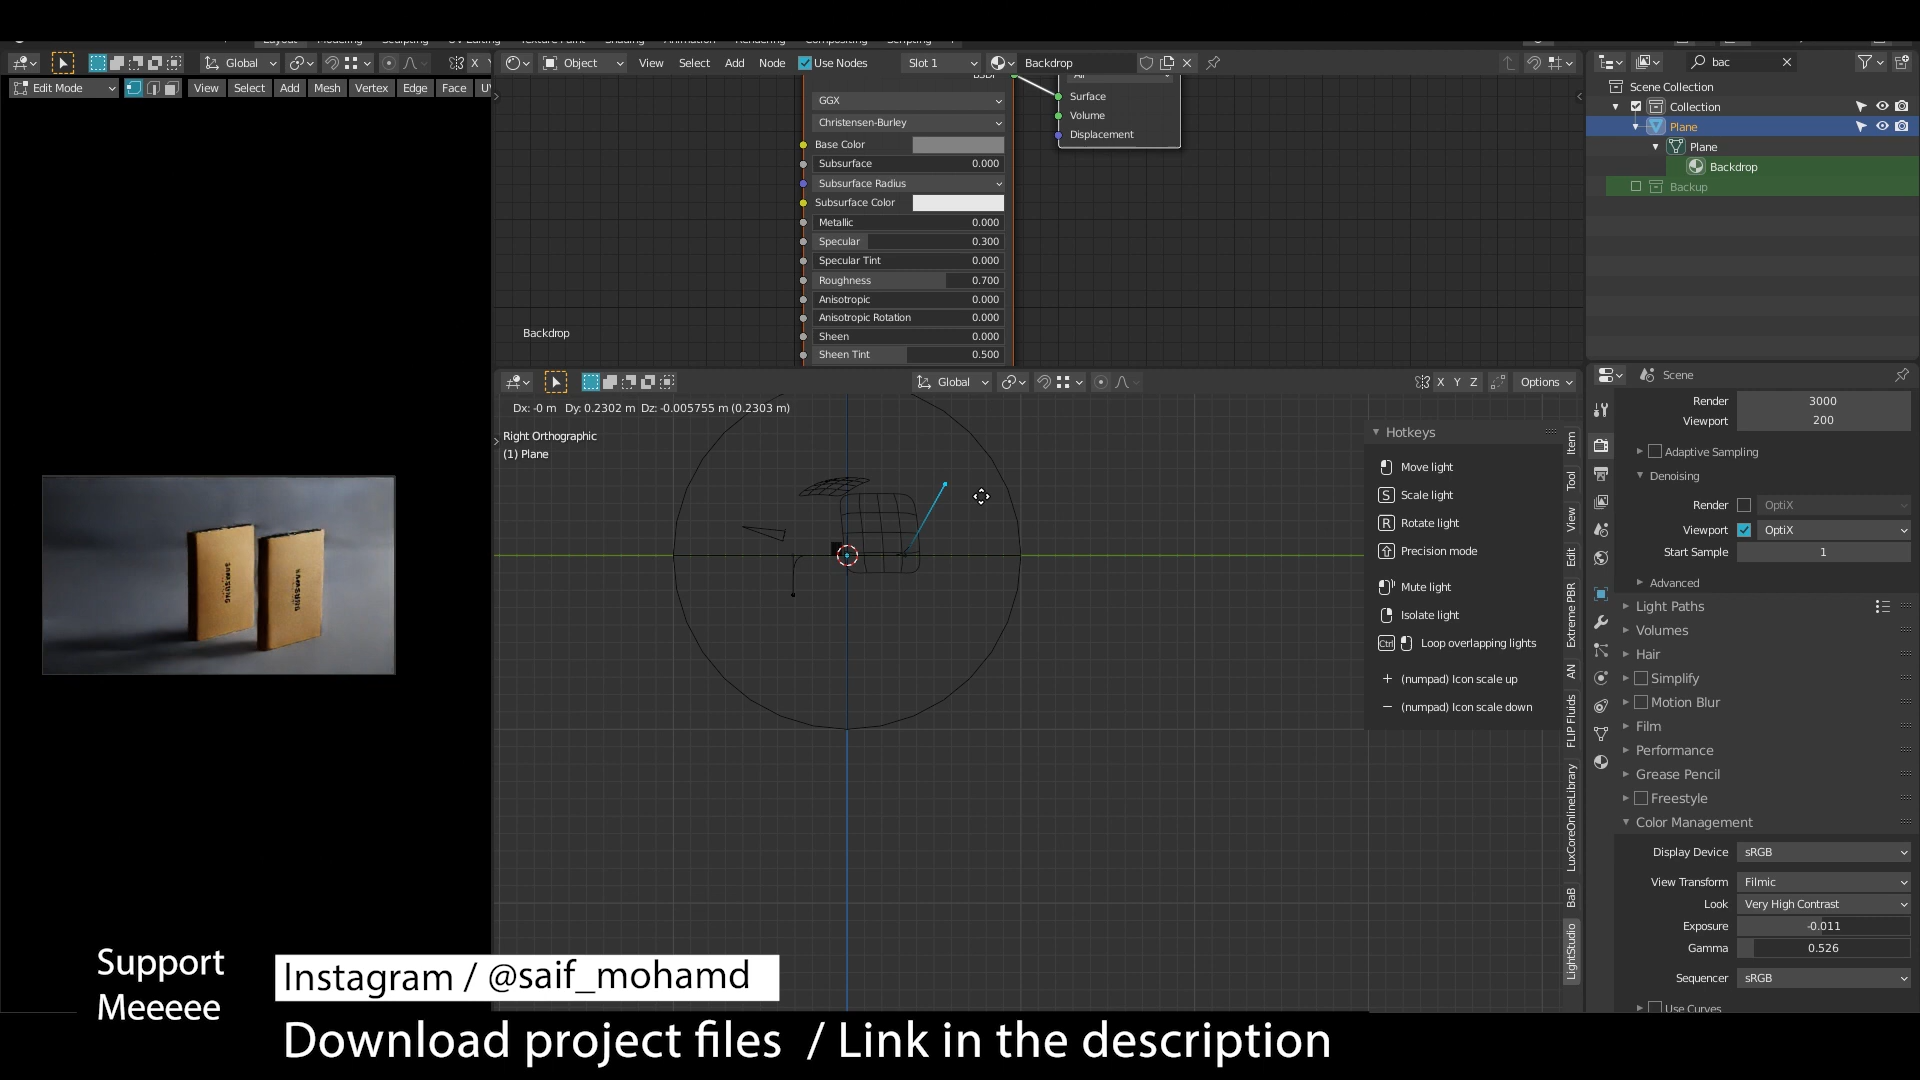 Global
Object
View
Select
Add
Node
Use Nodes
Slot 1
Backdrop
bac
Edit Mode
View
Select
Add
Mesh
Vertex
Edge
Face
Scene Collection
Collection
Plane
Plane
Backdrop
Backup
GGX
Christensen-Burley
Base Color
Subsurface 0.000
Subsurface Radius
Subsurface Color
Metallic 0.000
Specular 0.300
Specular Tint 0.000
Roughness 0.700
Anisotropic 0.000
Anisotropic Rotation 0.000
Sheen 0.000
Sheen Tint 0.500
Surface
Volume
Displacement
Backdrop
Global
X Y Z
Options
Dx: -0 m Dy: 0.2302 m Dz: -0.005755 m (0.2303 m)
Right Orthographic
(1) Plane
Hotkeys
Move light
S Scale light
R Rotate light
Precision mode
Mute light
Isolate light
Ctrl Loop overlapping lights
+ (numpad) Icon scale up
− (numpad) Icon scale down
Item
Tool
View
Edit
Extreme PBR
AN
FLIP Fluids
LuxCoreOnlineLibrary
BaB
LightStudio
Scene
Render 3000
Viewport 200
Adaptive Sampling
Denoising
Render OptiX
Viewport OptiX
Start Sample 1
Advanced
Light Paths
Volumes
Hair
Simplify
Motion Blur
Film
Performance
Grease Pencil
Freestyle
Color Management
Display Device sRGB
View Transform Filmic
Look Very High Contrast
Exposure -0.011
Gamma 0.526
Sequencer sRGB
Use Curves
SAMSUNG
SAMSUNG
Support
Meeeee
Instagram / @saif_mohamd
Download project files / Link in the description